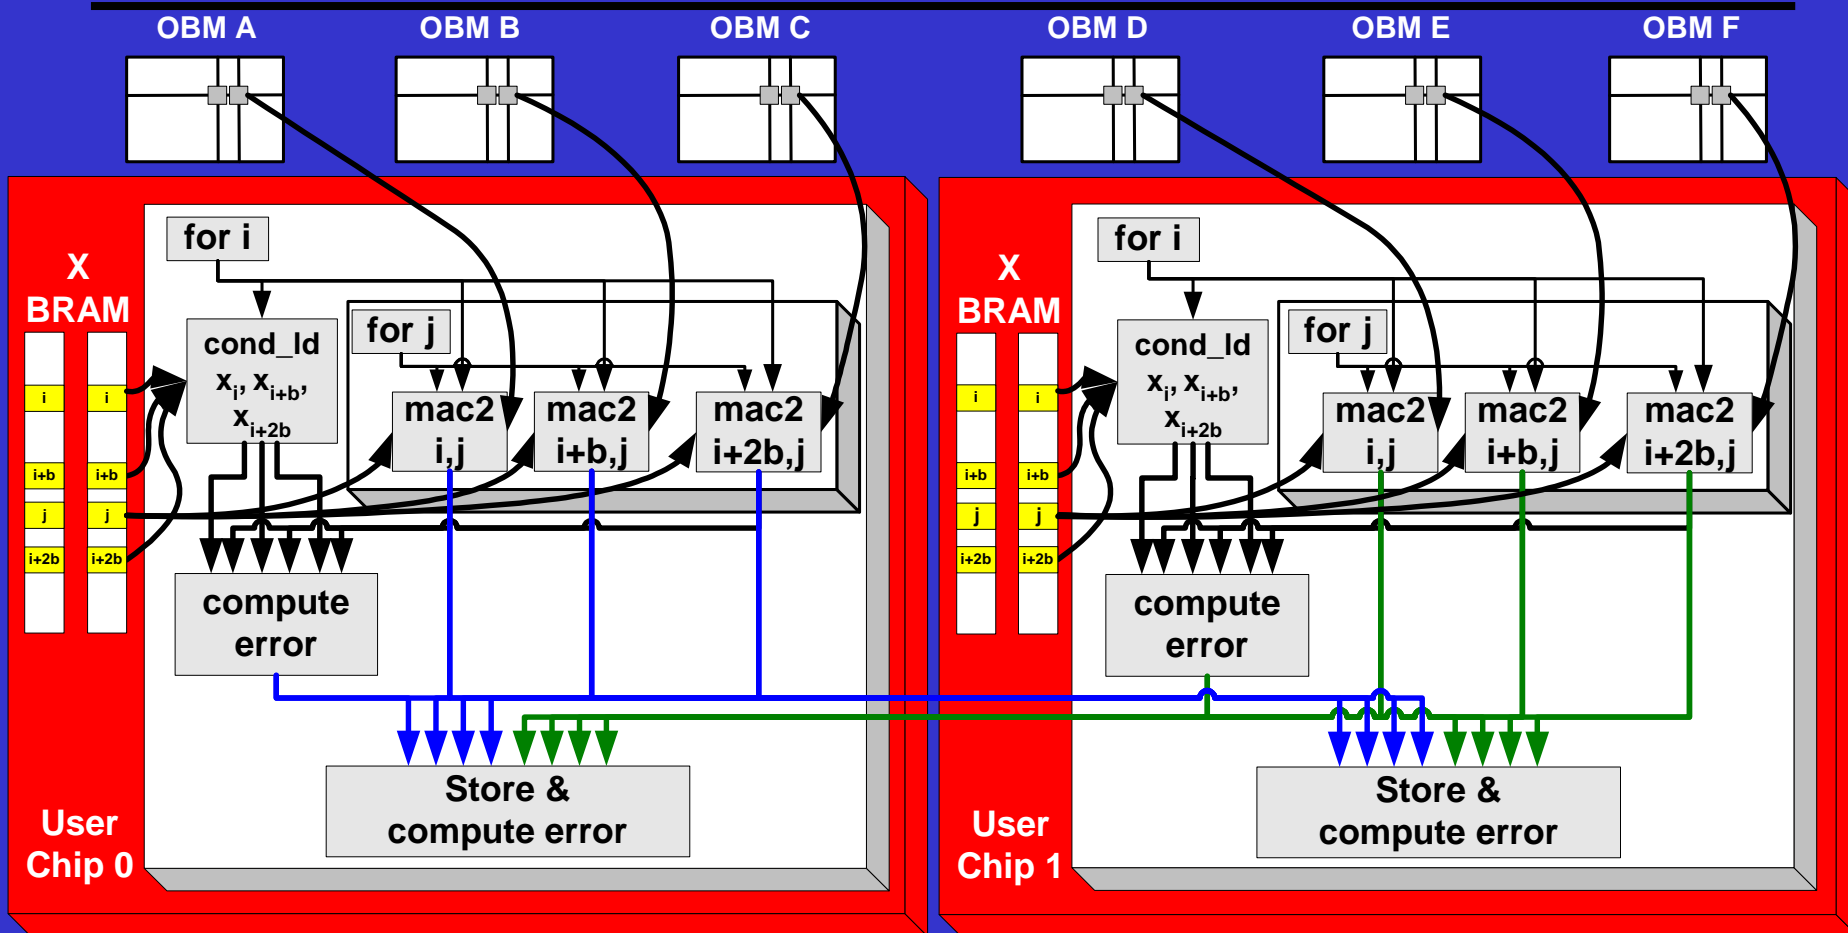 OBM A
OBM B
OBM C
OBM D
OBM E
OBM F
X
BRAM
i
i
i+b
i+b
j
j
i+2b
i+2b
User
Chip 0
for i
cond_ld
xi, xi+b,
xi+2b
for j
mac2
i,j
mac2
i+b,j
mac2
i+2b,j
compute
error
Store &
compute error
X
BRAM
i
i
i+b
i+b
j
j
i+2b
i+2b
User
Chip 1
for i
cond_ld
xi, xi+b,
xi+2b
for j
mac2
i,j
mac2
i+b,j
mac2
i+2b,j
compute
error
Store &
compute error